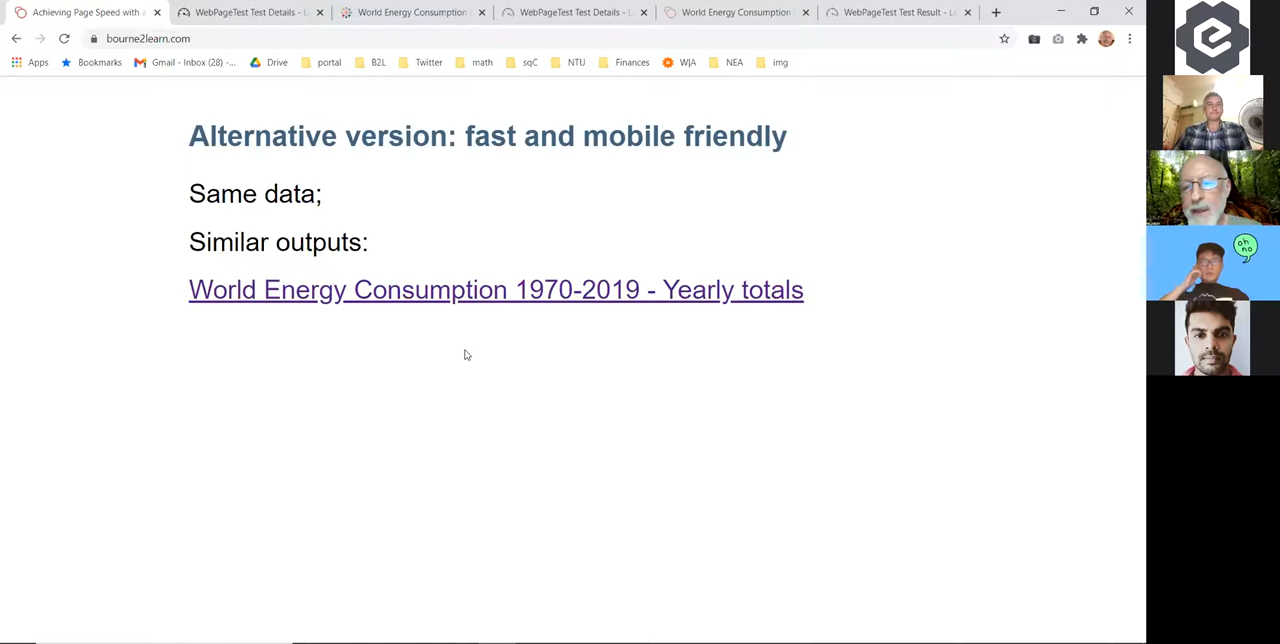 Achieving Page Speed with
WebPageTest Test Details - L
World Energy Consumption
WebPageTest Test Details - L
World Energy Consumption
WebPageTest Test Result - Lo
bourne2learn.com
Apps
Bookmarks
Gmail - Inbox (28) -...
Drive
portal
B2L
Twitter
math
sqC
NTU
Finances
WJA
NEA
img
Alternative version: fast and mobile friendly
Same data;
Similar outputs:
World Energy Consumption 1970-2019 - Yearly totals
oh
no